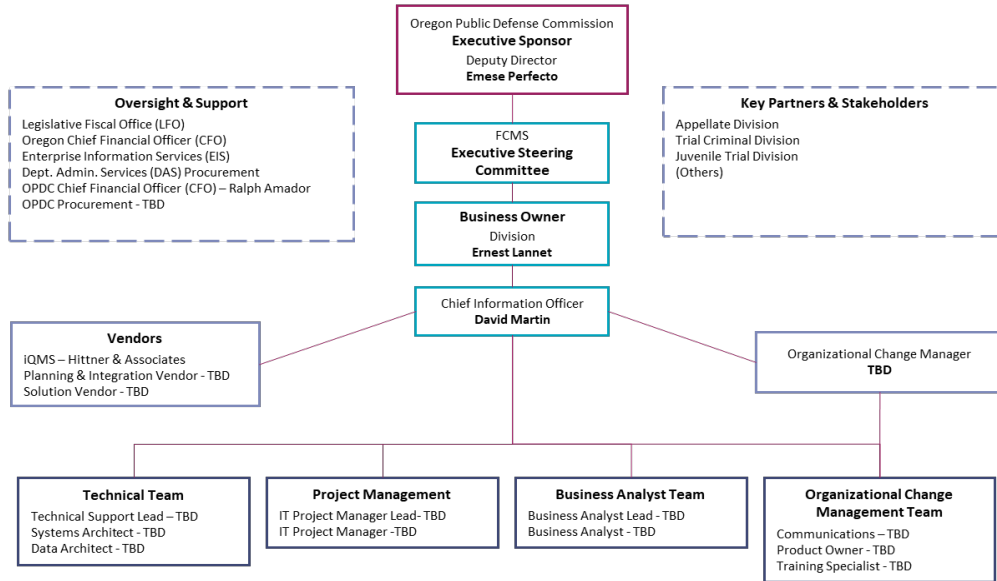 Oregon Public Defense Commission
Executive Sponsor
Deputy Director
Emese Perfecto
Oversight & Support
Legislative Fiscal Office (LFO)
Oregon Chief Financial Officer (CFO)
Enterprise Information Services (EIS)
Dept. Admin. Services (DAS) Procurement
OPDC Chief Financial Officer (CFO) – Ralph Amador
OPDC Procurement - TBD
Key Partners & Stakeholders
Appellate Division
Trial Criminal Division
Juvenile Trial Division
(Others)
FCMS
Executive Steering
Committee
Business Owner
Division
Ernest Lannet
Chief Information Officer
David Martin
Vendors
iQMS – Hittner & Associates
Planning & Integration Vendor - TBD
Solution Vendor - TBD
Organizational Change Manager
TBD
Technical Team
Technical Support Lead – TBD
Systems Architect - TBD
Data Architect - TBD
Project Management
IT Project Manager Lead- TBD
IT Project Manager -TBD
Business Analyst Team
Business Analyst Lead - TBD
Business Analyst - TBD
Organizational Change
Management Team
Communications – TBD
Product Owner - TBD
Training Specialist - TBD